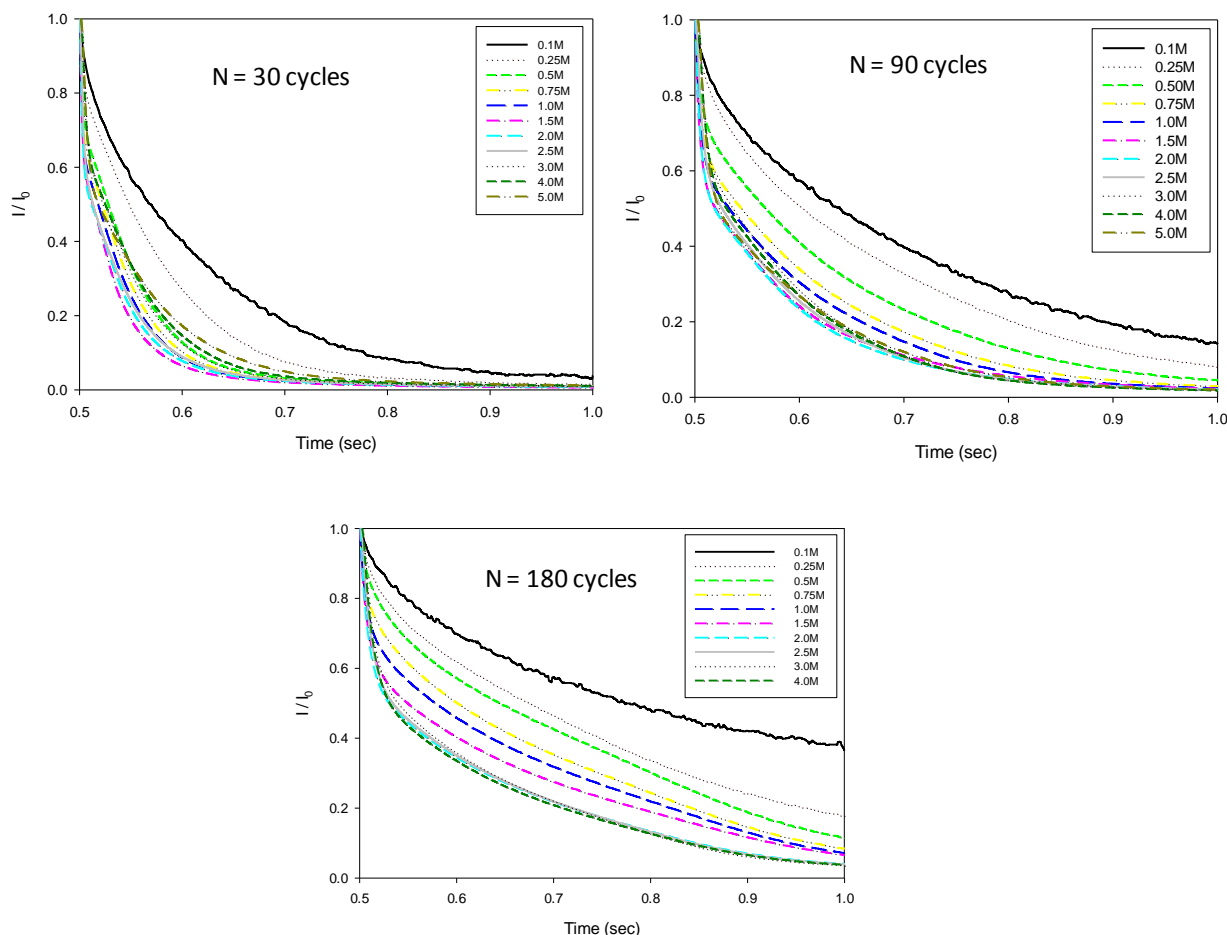 N = 30 cycles
I / I0
1.0
0.8
0.6
0.4
0.2
0.0
0.5
0.6
0.7
0.8
0.9
1.0
Time (sec)
0.1M
0.25M
0.5M
0.75M
1.0M
1.5M
2.0M
2.5M
3.0M
4.0M
5.0M
N = 90 cycles
I / I0
1.0
0.8
0.6
0.4
0.2
0.0
0.5
0.6
0.7
0.8
0.9
1.0
Time (sec)
0.1M
0.25M
0.50M
0.75M
1.0M
1.5M
2.0M
2.5M
3.0M
4.0M
5.0M
N = 180 cycles
I / I0
1.0
0.8
0.6
0.4
0.2
0.0
0.5
0.6
0.7
0.8
0.9
1.0
Time (sec)
0.1M
0.25M
0.5M
0.75M
1.0M
1.5M
2.0M
2.5M
3.0M
4.0M